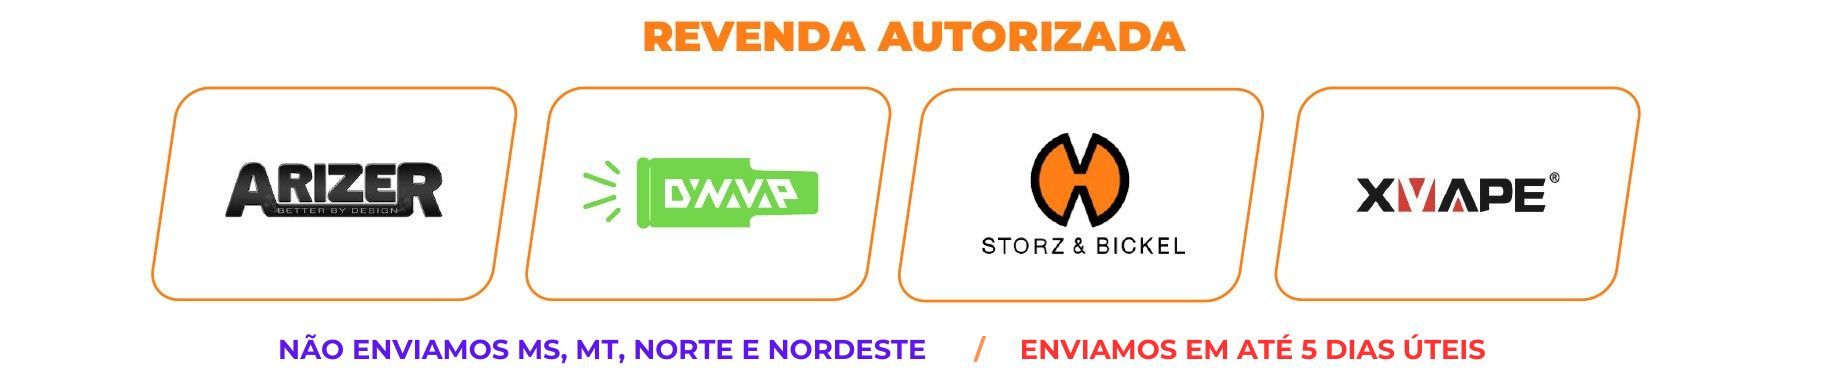 REVENDA AUTORIZADA
ARIZER
BETTER BY DESIGN
DYNAVAP
STORZ & BICKEL
XVAPE®
NÃO ENVIAMOS MS, MT, NORTE E NORDESTE / ENVIAMOS EM ATÉ 5 DIAS ÚTEIS